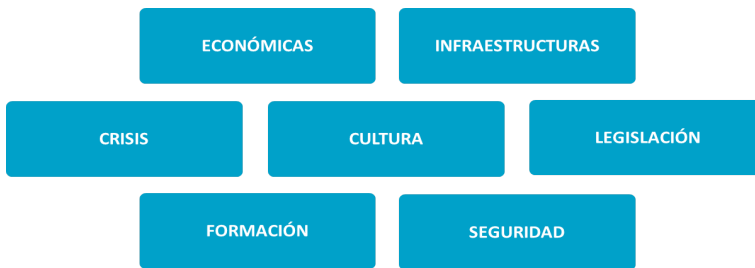 ECONÓMICAS
INFRAESTRUCTURAS
CRISIS
CULTURA
LEGISLACIÓN
FORMACIÓN
SEGURIDAD